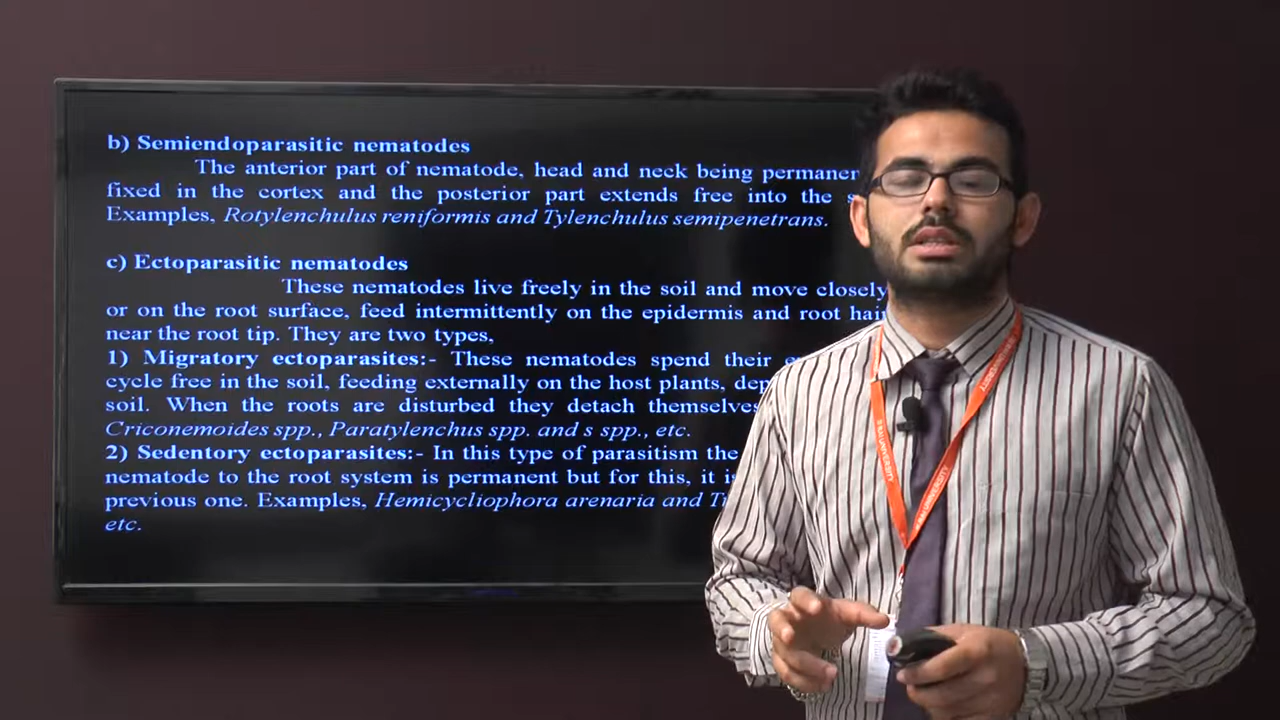 b) Semiendoparasitic nematodes
The anterior part of nematode, head and neck being
fixed in the cortex and the posterior part extends free into the
Examples, Rotylenchulus reniformis and Tylenchulus semipenetrans.
c) Ectoparasitic nematodes
These nematodes live freely in the soil and move closely
or on the root surface, feed intermittently on the epidermis and root
near the root tip. They are two types,
1) Migratory ectoparasites:- These nematodes spend their
cycle free in the soil, feeding externally on the host plants,
soil. When the roots are disturbed they detach
Criconemoides spp., Paratylenchus spp. and s spp., etc.
2) Sedentory ectoparasites:- In this type of parasitism the
nematode to the root system is permanent but for this, it is
previous one. Examples, Hemicycliophora arenaria and
etc.
UNIVERSITY
UNIVERSITY